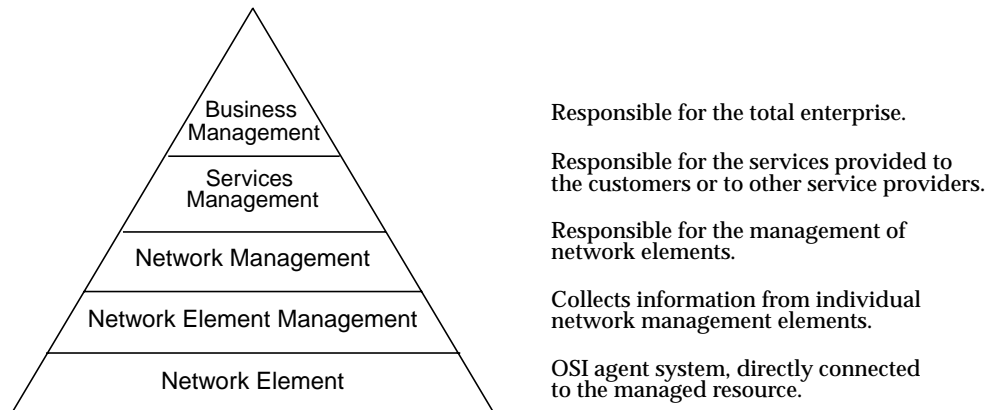 Business
Management
Responsible for the total enterprise.
Services
Management
Responsible for the services provided to
the customers or to other service providers.
Network Management
Responsible for the management of
network elements.
Network Element Management
Collects information from individual
network management elements.
Network Element
OSI agent system, directly connected
to the managed resource.